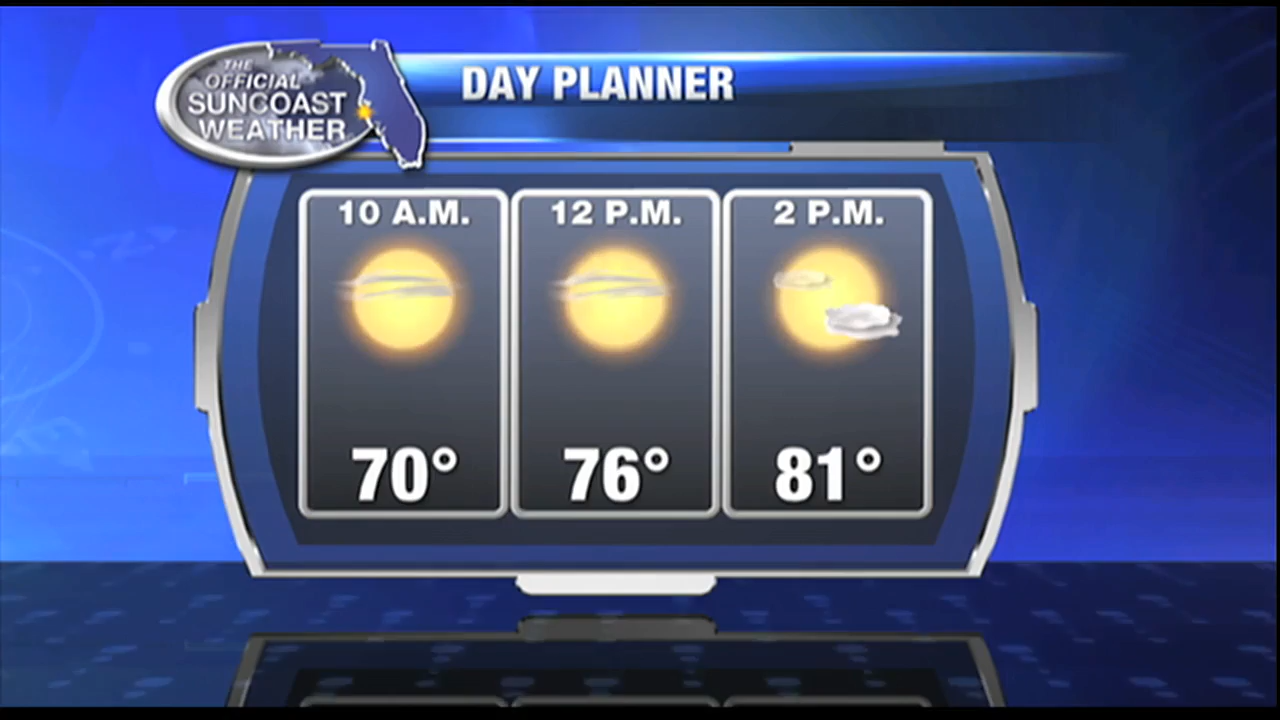 THE
OFFICIAL
SUNCOAST
WEATHER
DAY PLANNER
10 A.M.
12 P.M.
2 P.M.
70°
76°
81°